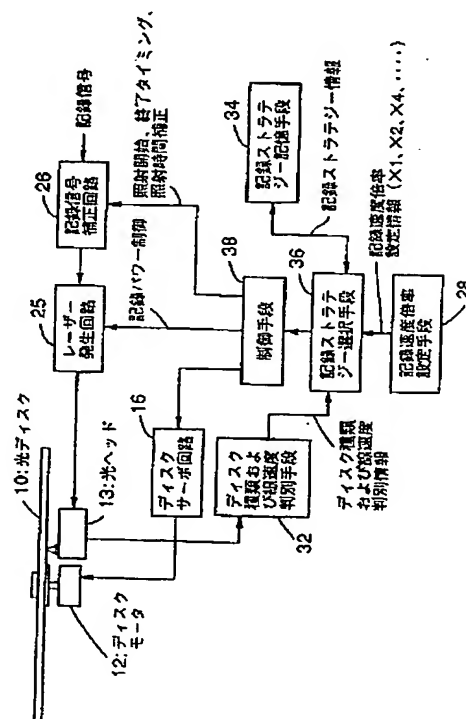 10:光ディスク
13:光ヘッド
12:ディスク
モータ
25
レーザー
発生回路
26
記録信号
補正回路
記録信号
16
ディスク
サーボ回路
記録パワー制御
照射開始、終了タイミング、
照射時間補正
38
制御手段
32
ディスク
種類およ
び線速度
判別手段
ディスク種類
および線速度
判別情報
36
記録ストラテ
ジー選択手段
34
記録ストラテ
ジー記憶手段
記録ストラテジー情報
記録速度倍率
設定情報(X1、X2、X4、....)
28
記録速度倍率
設定手段